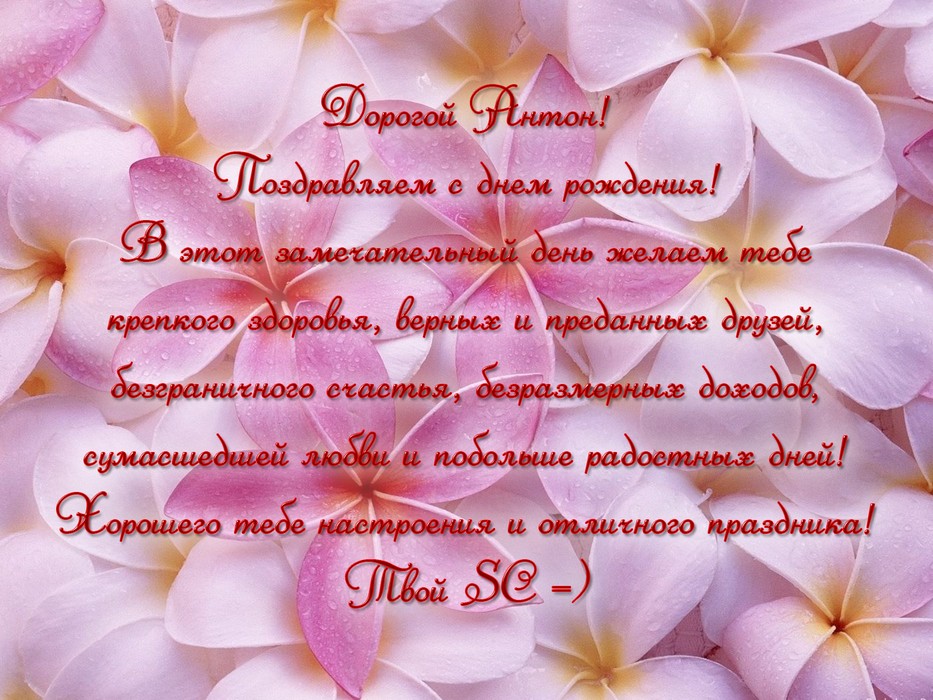 Дорогой Антон!
Поздравляем с днем рождения!
В этот замечательный день желаем тебе
крепкого здоровья, верных и преданных друзей,
безграничного счастья, безразмерных доходов,
сумасшедшей любви и побольше радостных дней!
Хорошего тебе настроения и отличного праздника!
Твой SC =)